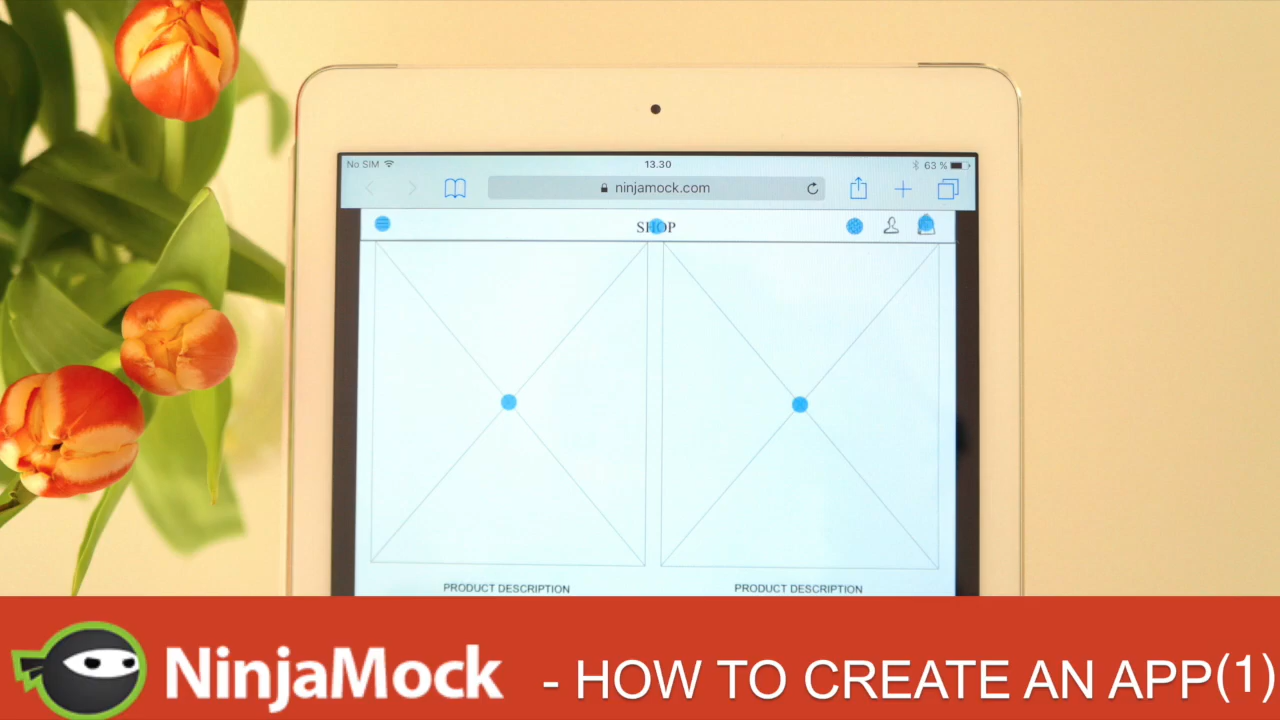 No SIM 13.30 63 %
ninjamock.com
SHOP
PRODUCT DESCRIPTION PRODUCT DESCRIPTION
NinjaMock - HOW TO CREATE AN APP(1)